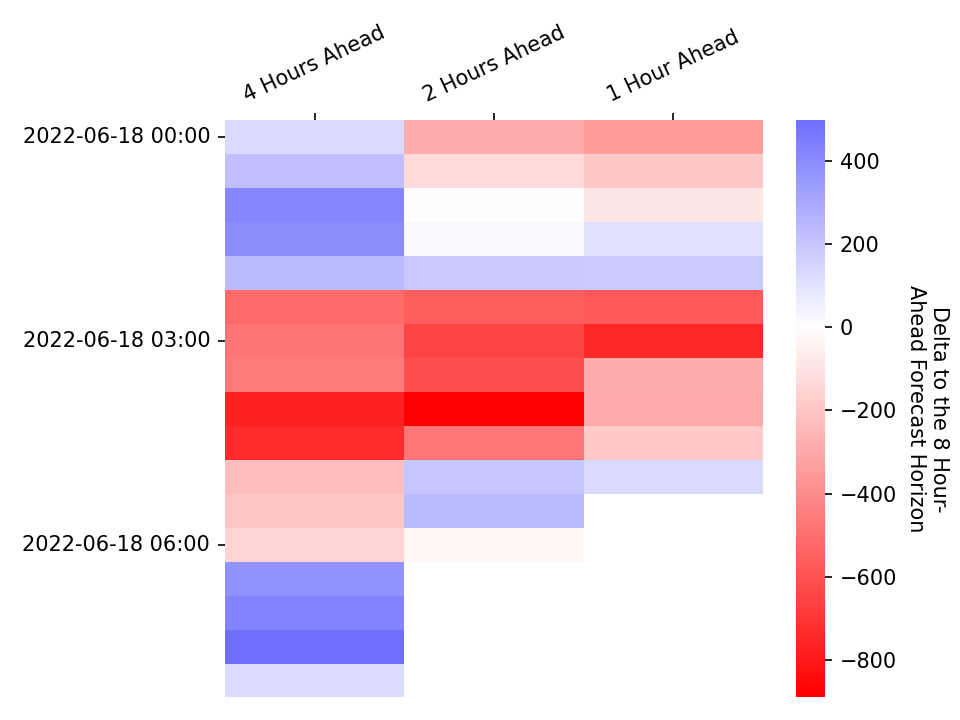 4 Hours Ahead
2 Hours Ahead
1 Hour Ahead
2022-06-18 00:00
2022-06-18 03:00
2022-06-18 06:00
400
200
0
−200
−400
−600
−800
Delta to the 8 Hour-
Ahead Forecast Horizon